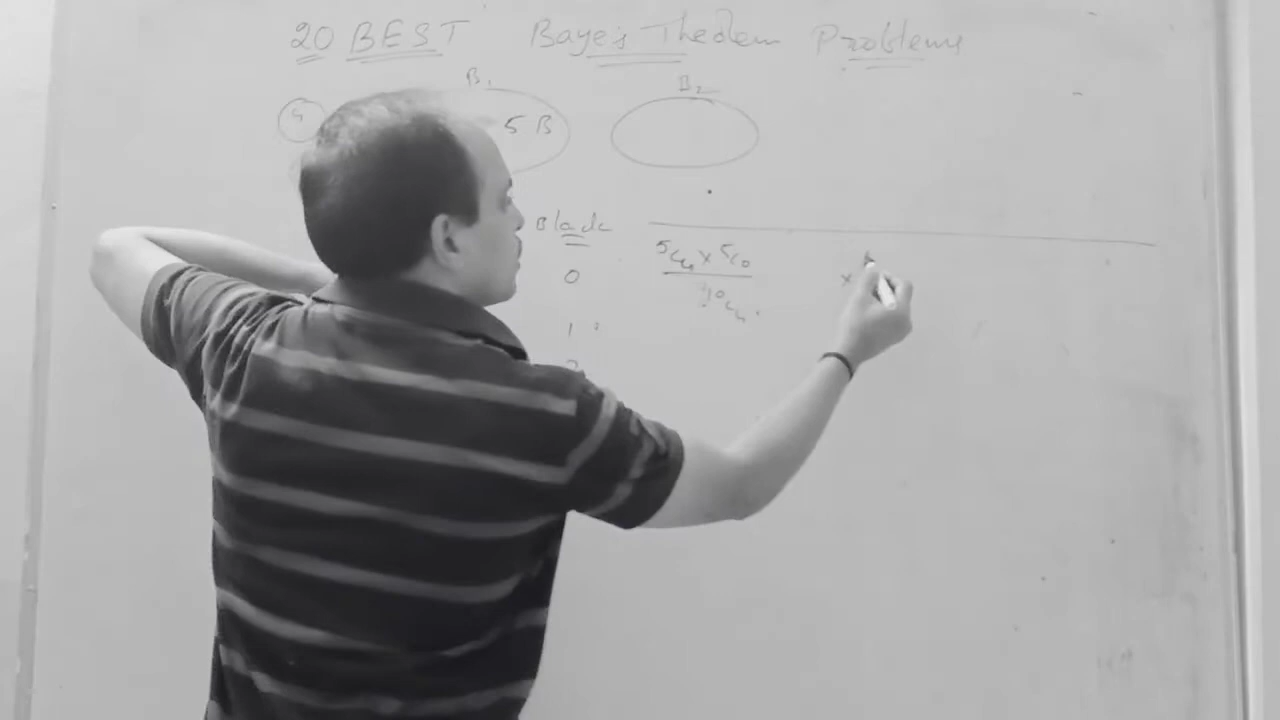 20 BEST Baye's Theorem Problems
B₁ B₂
5 B
Black
0 ⁵C₄ × ⁵C₀
¹⁰C₄
1